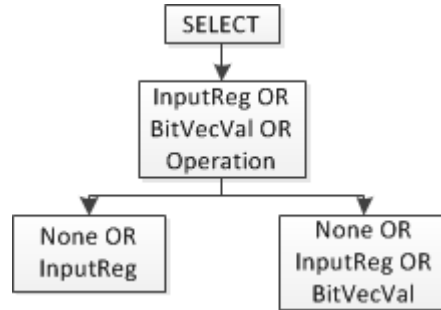 SELECT
InputReg OR
BitVecVal OR
Operation
None OR
InputReg
None OR
InputReg OR
BitVecVal